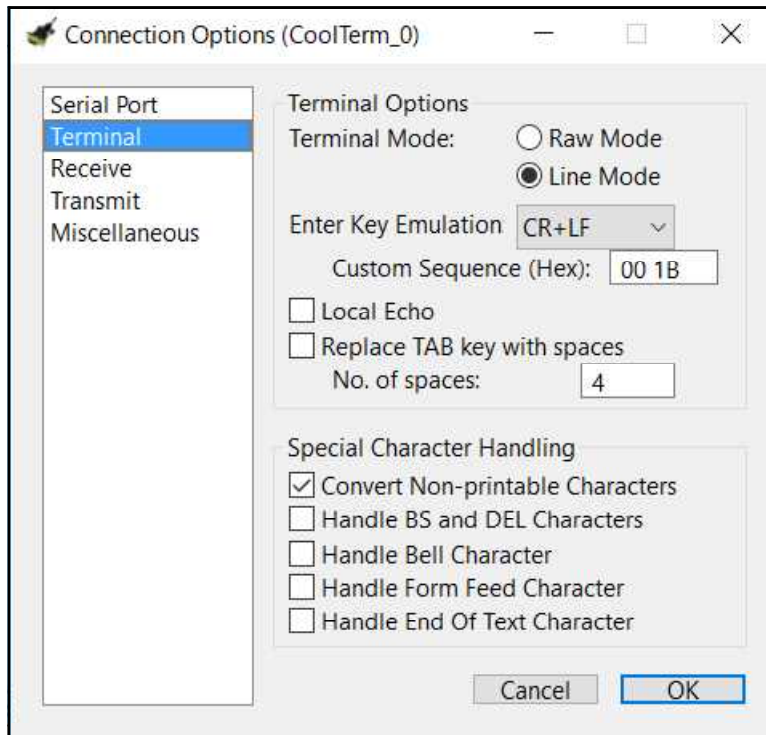 Connection Options (CoolTerm_0)
Serial Port
Terminal
Receive
Transmit
Miscellaneous
Terminal Options
Terminal Mode:
Raw Mode
Line Mode
Enter Key Emulation
CR+LF
Custom Sequence (Hex):
00 1B
Local Echo
Replace TAB key with spaces
No. of spaces:
4
Special Character Handling
Convert Non-printable Characters
Handle BS and DEL Characters
Handle Bell Character
Handle Form Feed Character
Handle End Of Text Character
Cancel
OK